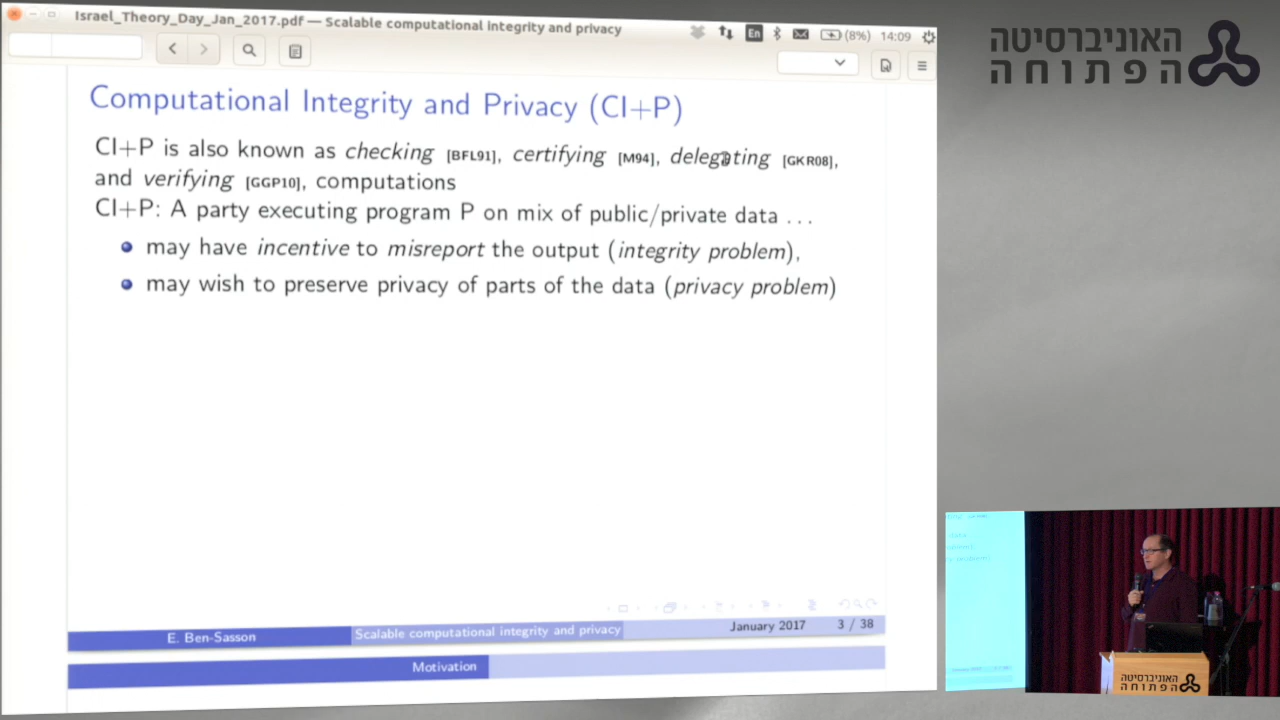 Israel_Theory_Day_Jan_2017.pdf — Scalable computational integrity and privacy
En
(8%) 14:09
האוניברסיטה
הפתוחה
Computational Integrity and Privacy (CI+P)
CI+P is also known as checking [BFL91], certifying [M94], delegating [GKR08],
and verifying [GGP10], computations
CI+P: A party executing program P on mix of public/private data ...
may have incentive to misreport the output (integrity problem),
may wish to preserve privacy of parts of the data (privacy problem)
E. Ben-Sasson
Scalable computational integrity and privacy
January 2017
3 / 38
Motivation
האוניברסיטה
הפתוחה